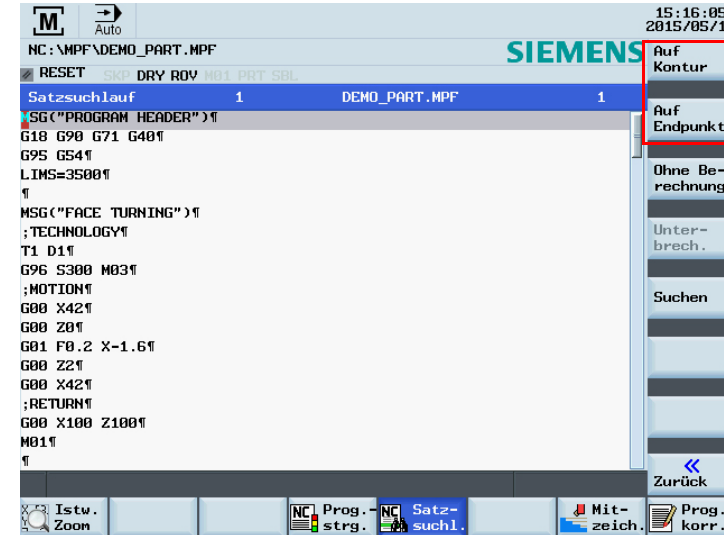 M
Auto
15:16:05
2015/05/1
NC:\MPF\DEMO_PART.MPF
SIEMENS
RESET SKP DRY ROV M01 PRT SBL
Satzsuchlauf 1 DEMO_PART.MPF 1
MSG("PROGRAM HEADER")¶
G18 G90 G71 G40¶
G95 G54¶
LIMS=3500¶
¶
MSG("FACE TURNING")¶
;TECHNOLOGY¶
T1 D1¶
G96 S300 M03¶
;MOTION¶
G00 X42¶
G00 Z0¶
G01 F0.2 X-1.6¶
G00 Z2¶
G00 X42¶
;RETURN¶
G00 X100 Z100¶
M01¶
¶
Auf
Kontur
Auf
Endpunkt
Ohne Be-
rechnung
Unter-
brech.
Suchen
«
Zurück
Istw.
Zoom
NC Prog.-
strg.
NC Satz-
suchl.
Mit-
zeich.
Prog.
korr.